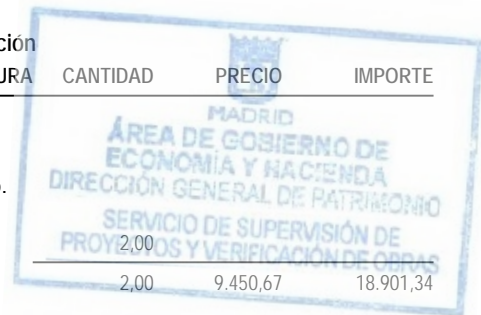 ción
URA CANTIDAD PRECIO IMPORTE
MADRID
ÁREA DE GOBIERNO DE
ECONOMÍA Y HACIENDA
DIRECCIÓN GENERAL DE PATRIMONIO
SERVICIO DE SUPERVISIÓN DE
2,00
PROYECTOS Y VERIFICACIÓN DE OBRAS
2,00 9.450,67 18.901,34